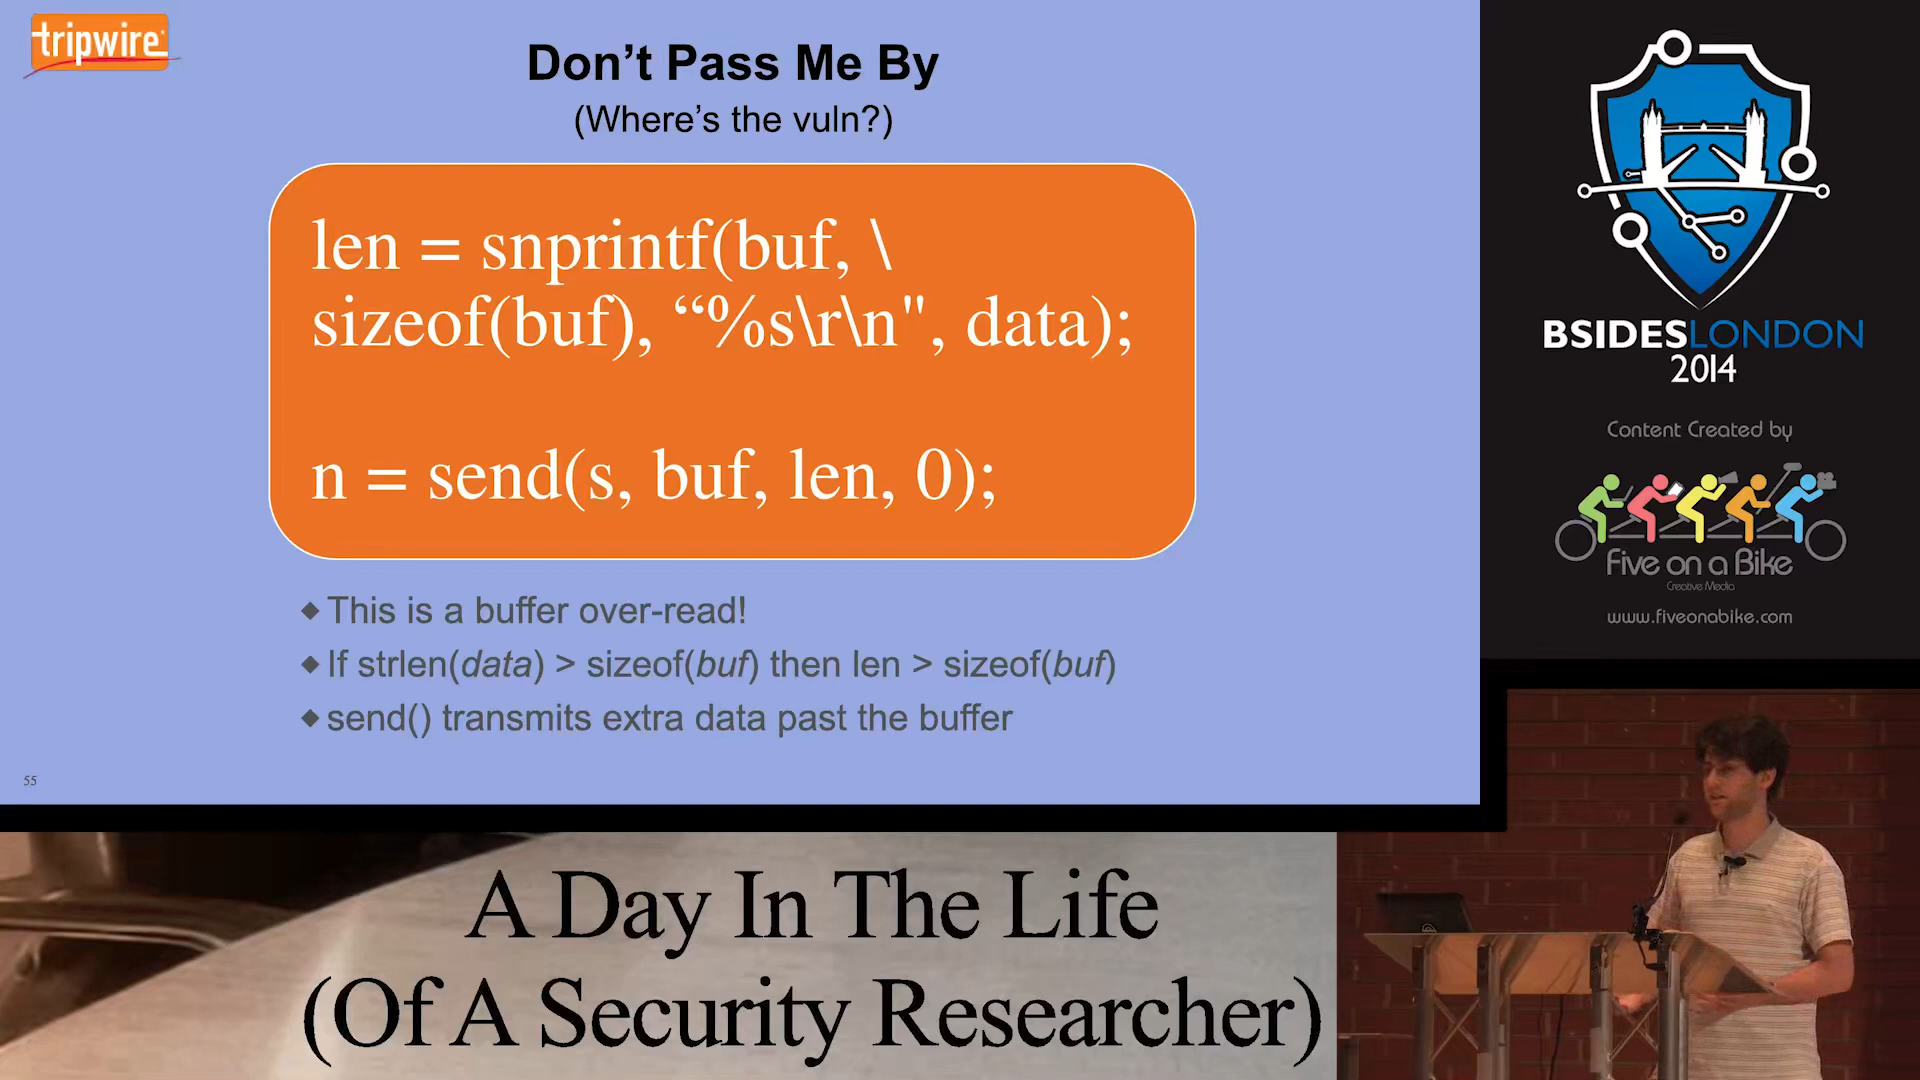 tripwire
Don’t Pass Me By
(Where’s the vuln?)
len = snprintf(buf, \
sizeof(buf), “%s\r\n", data);
n = send(s, buf, len, 0);
◆ This is a buffer over-read!
◆ If strlen(data) > sizeof(buf) then len > sizeof(buf)
◆ send() transmits extra data past the buffer
55
BSIDESLONDON
2014
Content Created by
Five on a Bike
Creative Media
www.fiveonabike.com
A Day In The Life
(Of A Security Researcher)